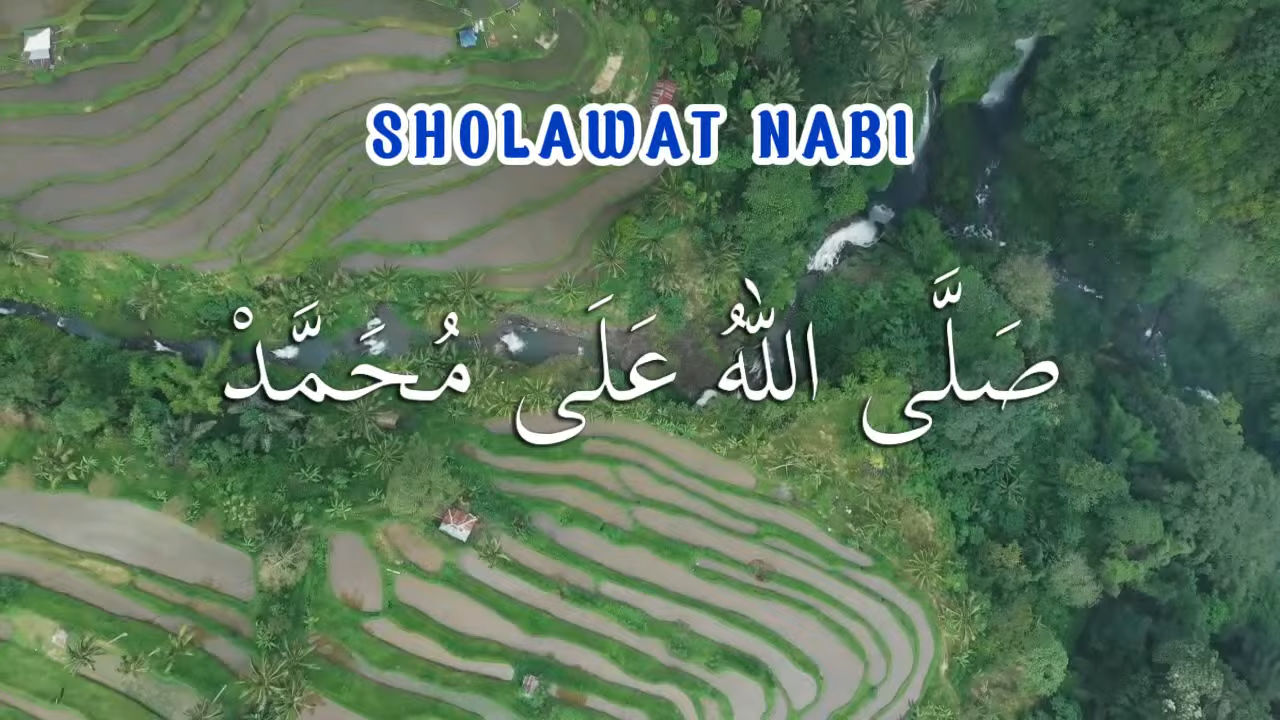 SHOLAWAT NABI
صَلَّى اللّٰهُ عَلَى مُحَمَّدْ